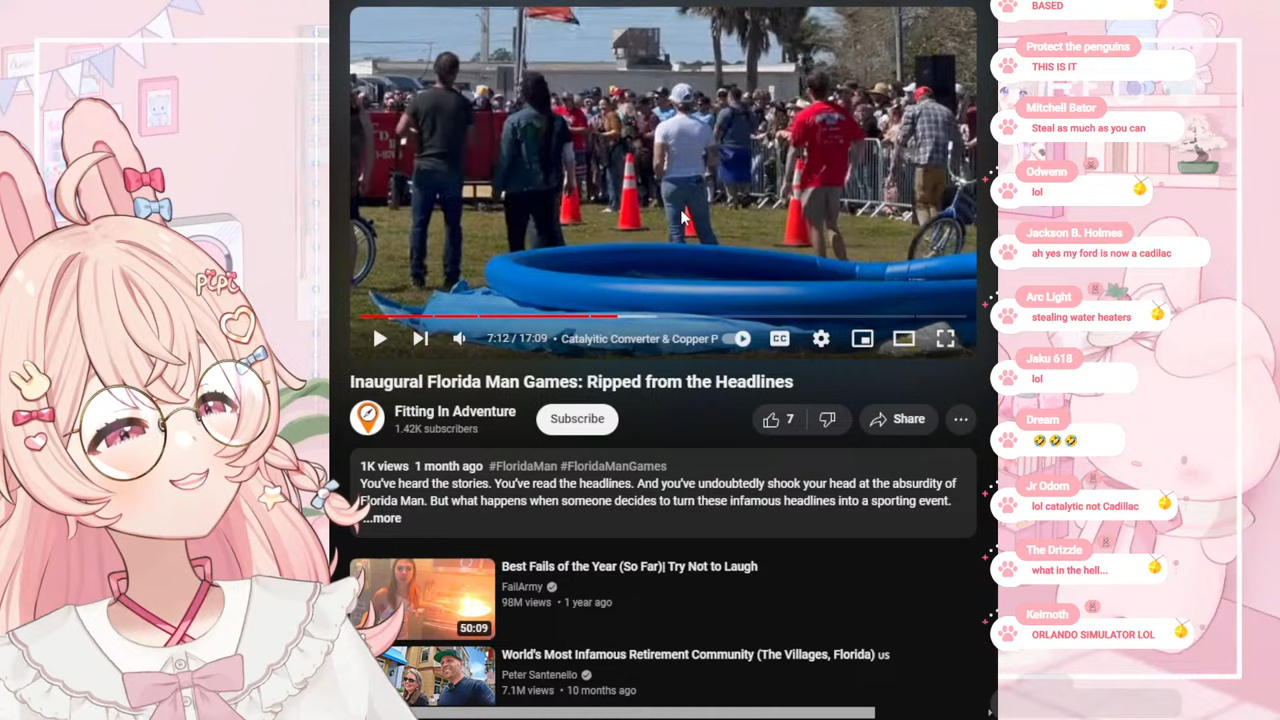 BASED
Protect the penguins
THIS IS IT
Mitchell Bator
Steal as much as you can
Odwenn
lol
Jackson B. Holmes
ah yes my ford is now a cadilac
Arc Light
stealing water heaters
Jaku 618
lol
Dream
🤣🤣🤣
Jr Odom
lol catalytic not Cadillac
The Drizzle
what in the hell...
Keimoth
ORLANDO SIMULATOR LOL
pipi
7:12 / 17:09 • Catalyitic Converter & Copper P
CC
Inaugural Florida Man Games: Ripped from the Headlines
Fitting In Adventure
1.42K subscribers
Subscribe
7
Share
1K views 1 month ago #FloridaMan #FloridaManGames
You've heard the stories. You've read the headlines. And you've undoubtedly shook your head at the absurdity of
Florida Man. But what happens when someone decides to turn these infamous headlines into a sporting event.
...more
Best Fails of the Year (So Far)| Try Not to Laugh
FailArmy
98M views • 1 year ago
50:09
World's Most Infamous Retirement Community (The Villages, Florida) us
Peter Santenello
7.1M views • 10 months ago